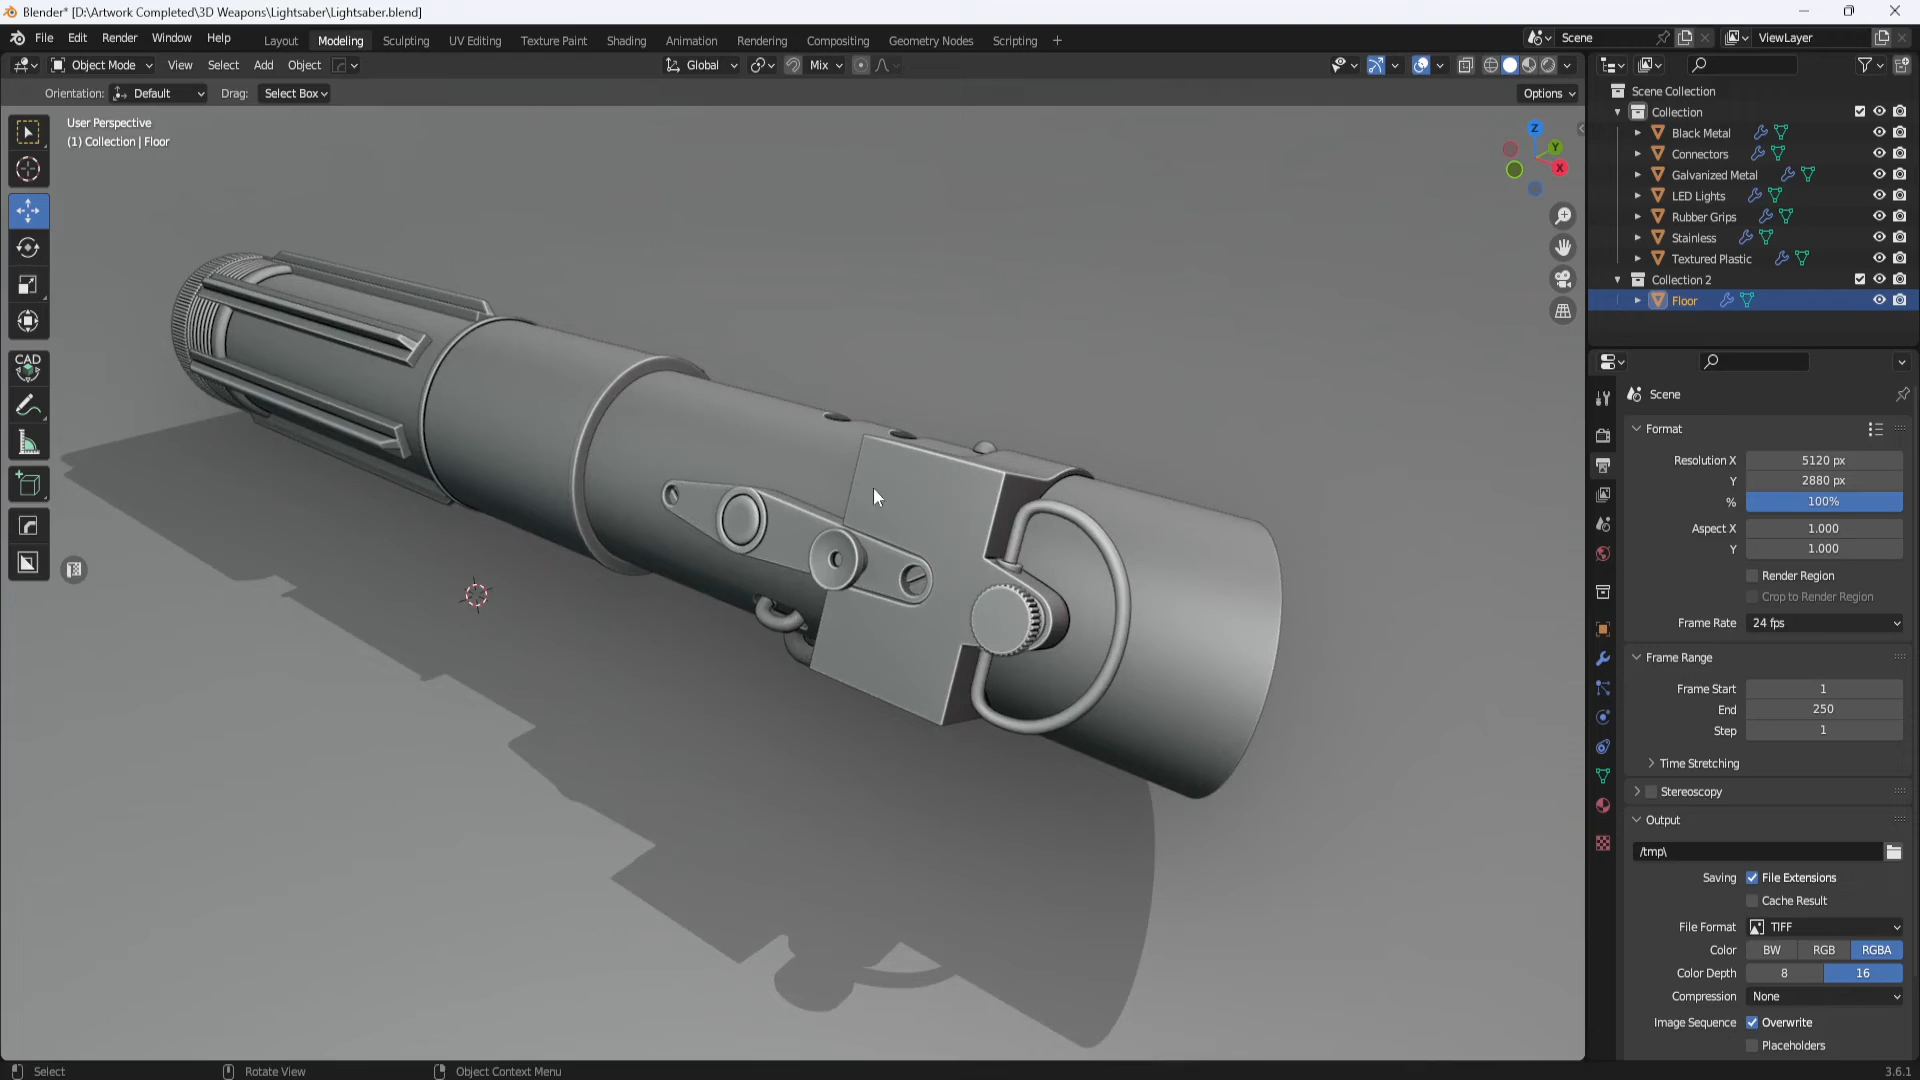 Blender* [D:\Artwork Completed\3D Weapons\Lightsaber\Lightsaber.blend]
File Edit Render Window Help Layout Modeling Sculpting UV Editing Texture Paint Shading Animation Rendering Compositing Geometry Nodes Scripting + Scene ViewLayer
Object Mode View Select Add Object Global Mix
Orientation: Default Drag: Select Box Options
User Perspective
(1) Collection | Floor
Z
Y
X
CAD
Scene Collection
Collection
Black Metal
Connectors
Galvanized Metal
LED Lights
Rubber Grips
Stainless
Textured Plastic
Collection 2
Floor
Scene
Format
Resolution X 5120 px
Y 2880 px
% 100%
Aspect X 1.000
Y 1.000
Render Region
Crop to Render Region
Frame Rate 24 fps
Frame Range
Frame Start 1
End 250
Step 1
Time Stretching
Stereoscopy
Output
/tmp\
Saving File Extensions
Cache Result
File Format TIFF
Color BW RGB RGBA
Color Depth 8 16
Compression None
Image Sequence Overwrite
Placeholders
Select Rotate View Object Context Menu 3.6.1